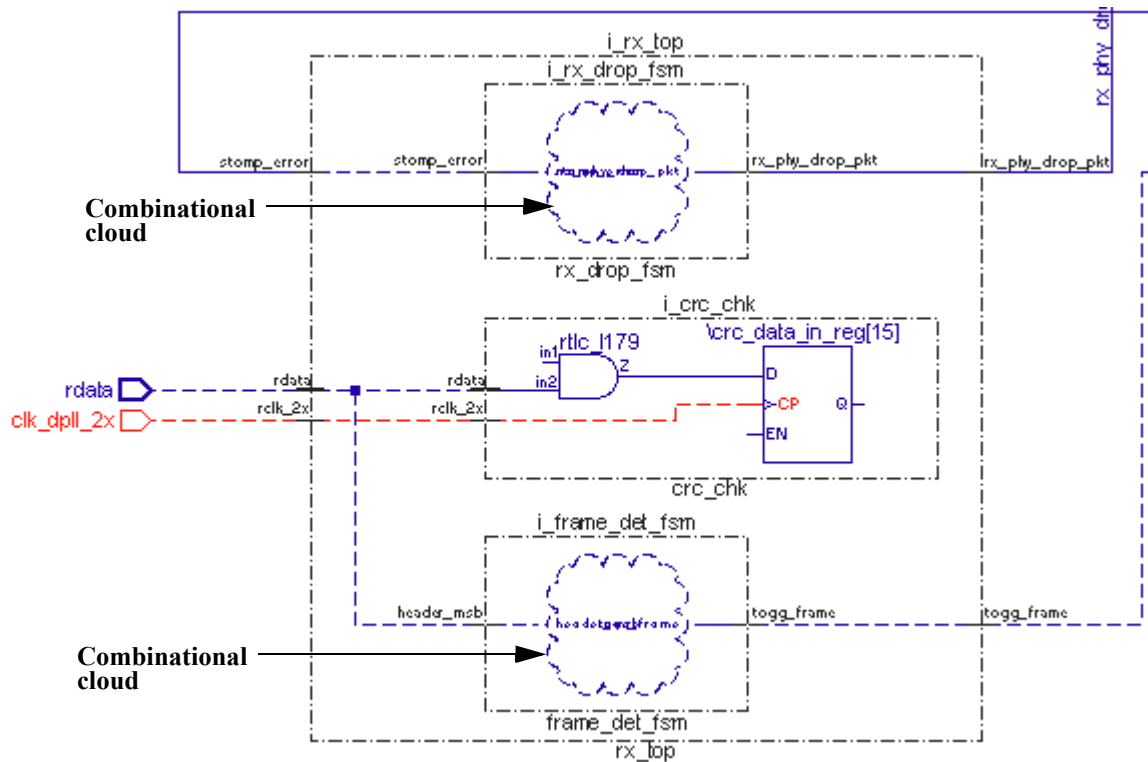 i_rx_top
rx_phy_dr
i_rx_drop_fsm
stomp_error
stomp_error
rx_phy_drop_pkt
rx_phy_drop_pkt
Combinational
cloud
rx_drop_fsm
i_crc_chk
\crc_data_in_reg[15]
rtlc_I179
in1
in2
Z
D
rdata
rdata
rdata
clk_dpll_2x
rclk_2x
rclk_2x
CP
Q
EN
crc_chk
i_frame_det_fsm
header_msb
togg_frame
togg_frame
Combinational
cloud
frame_det_fsm
rx_top